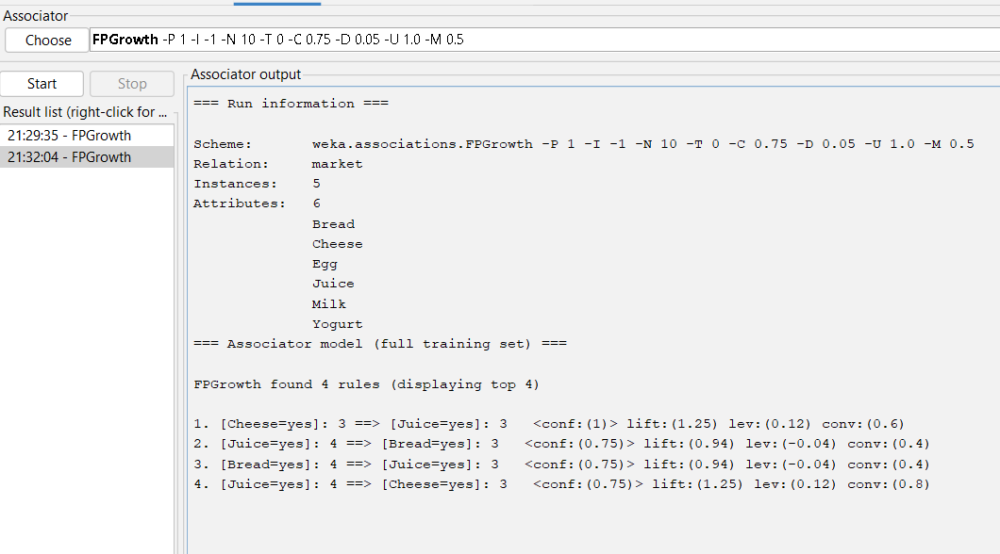 Associator
Choose FPGrowth -P 1 -I -1 -N 10 -T 0 -C 0.75 -D 0.05 -U 1.0 -M 0.5
Start Stop
Result list (right-click for ...
21:29:35 - FPGrowth
21:32:04 - FPGrowth
Associator output
=== Run information ===
Scheme: weka.associations.FPGrowth -P 1 -I -1 -N 10 -T 0 -C 0.75 -D 0.05 -U 1.0 -M 0.5
Relation: market
Instances: 5
Attributes: 6
Bread
Cheese
Egg
Juice
Milk
Yogurt
=== Associator model (full training set) ===
FPGrowth found 4 rules (displaying top 4)
1. [Cheese=yes]: 3 ==> [Juice=yes]: 3 <conf:(1)> lift:(1.25) lev:(0.12) conv:(0.6)
2. [Juice=yes]: 4 ==> [Bread=yes]: 3 <conf:(0.75)> lift:(0.94) lev:(-0.04) conv:(0.4)
3. [Bread=yes]: 4 ==> [Juice=yes]: 3 <conf:(0.75)> lift:(0.94) lev:(-0.04) conv:(0.4)
4. [Juice=yes]: 4 ==> [Cheese=yes]: 3 <conf:(0.75)> lift:(1.25) lev:(0.12) conv:(0.8)